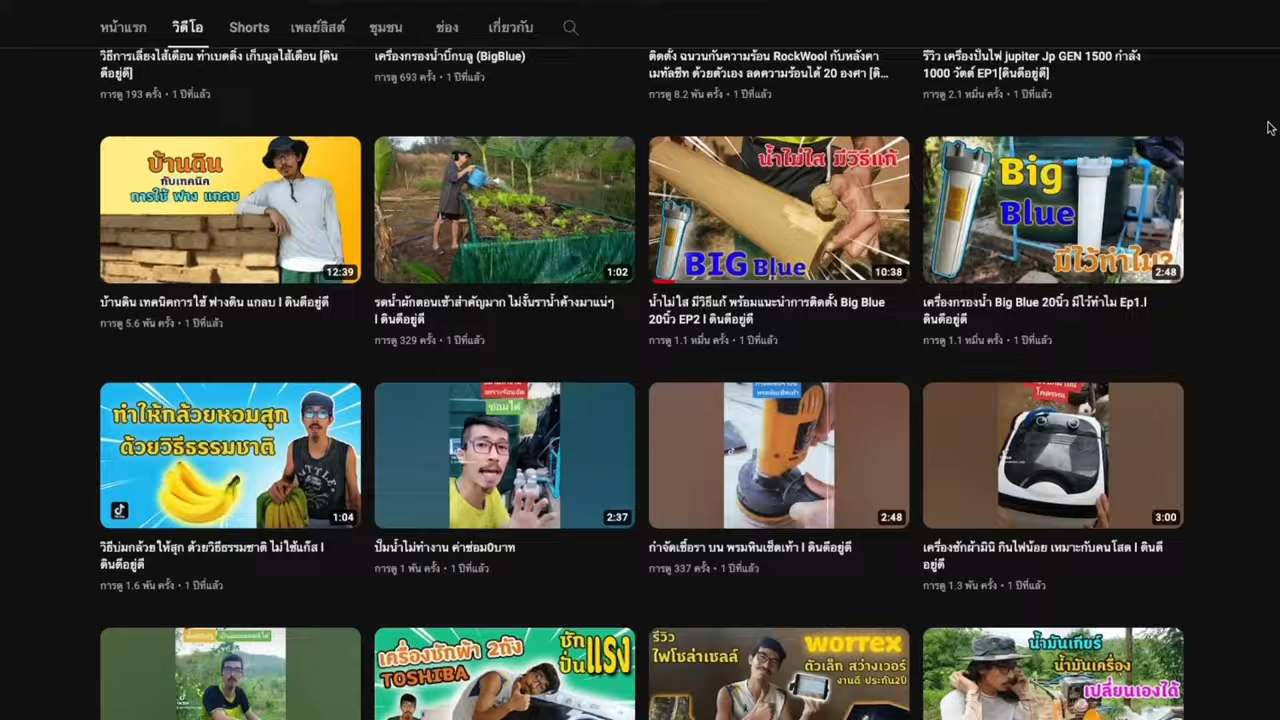 หน้าแรก วิดีโอ Shorts เพลย์ลิสต์ ชุมชน ช่อง เกี่ยวกับ
วิธีการเลี้ยงไส้เดือน ทำเบดดิ้ง เก็บมูลไส้เดือน [ดิน
ดีอยู่ดี]
การดู 193 ครั้ง • 1 ปีที่แล้ว
เครื่องกรองน้ำบิ๊กบลู (BigBlue)
การดู 693 ครั้ง • 1 ปีที่แล้ว
ติดตั้ง ฉนวนกันความร้อน RockWool กับหลังคา
เมทัลชีท ด้วยตัวเอง ลดความร้อนได้ 20 องศา [ดิ...
การดู 8.2 พัน ครั้ง • 1 ปีที่แล้ว
รีวิว เครื่องปั่นไฟ jupiter Jp GEN 1500 กำลัง
1000 วัตต์ EP1[ดินดีอยู่ดี]
การดู 2.1 หมื่น ครั้ง • 1 ปีที่แล้ว
บ้านดิน
กับเทคนิค
การใช้ ฟาง แกลบ
12:39
บ้านดิน เทคนิคการใช้ ฟางดิน แกลบ l ดินดีอยู่ดี
การดู 5.6 พัน ครั้ง • 1 ปีที่แล้ว
1:02
รดน้ำผักตอนเช้าสำคัญมาก ไม่งั้นราน้ำค้างมาแน่ๆ
l ดินดีอยู่ดี
การดู 329 ครั้ง • 1 ปีที่แล้ว
น้ำไม่ใส มีวิธีแก้
BIG Blue
10:38
น้ำไม่ใส มีวิธีแก้ พร้อมแนะนำการติดตั้ง Big Blue
20นิ้ว EP2 l ดินดีอยู่ดี
การดู 1.1 หมื่น ครั้ง • 1 ปีที่แล้ว
Big
Blue
มีไว้ทำไม?
2:48
เครื่องกรองน้ำ Big Blue 20นิ้ว มีไว้ทำไม Ep1.l
ดินดีอยู่ดี
การดู 1.1 หมื่น ครั้ง • 1 ปีที่แล้ว
ทำให้กล้วยหอมสุก
ด้วยวิธีธรรมชาติ
1:04
วิธีบ่มกล้วยให้สุก ด้วยวิธีธรรมชาติ ไม่ใช้แก๊ส l
ดินดีอยู่ดี
การดู 1.6 พัน ครั้ง • 1 ปีที่แล้ว
ซ่อมได้
2:37
ปั๊มน้ำไม่ทำงาน ค่าซ่อม0บาท
การดู 1 พัน ครั้ง • 1 ปีที่แล้ว
2:48
กำจัดเชื้อรา บน พรมหินเช็ดเท้า l ดินดีอยู่ดี
การดู 337 ครั้ง • 1 ปีที่แล้ว
3:00
เครื่องซักผ้ามินิ กินไฟน้อย เหมาะกับคนโสด l ดินดี
อยู่ดี
การดู 1.3 พัน ครั้ง • 1 ปีที่แล้ว
เครื่องซักผ้า 2ถัง
TOSHIBA
ซัก
ปั่น
แรง
รีวิว
ไฟโซล่าเซลล์
worrex
ตัวเล็ก สว่างเวอร์
งานดี ประกัน2ปี
น้ำมันเกียร์
น้ำมันเครื่อง
เปลี่ยนเองได้